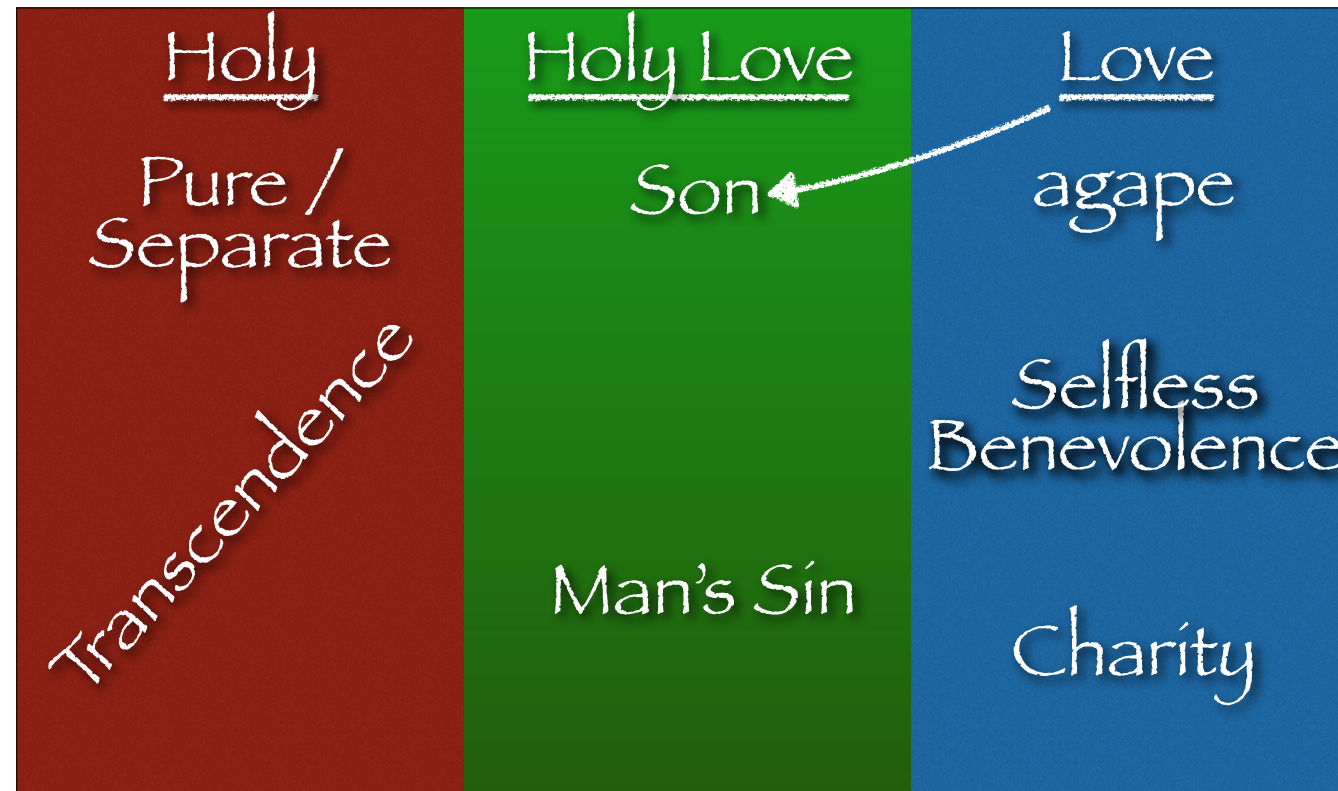 Holy
Pure /
Separate
Transcendence
Holy Love
Son
Man's Sin
Love
agape
Selfless
Benevolence
Charity